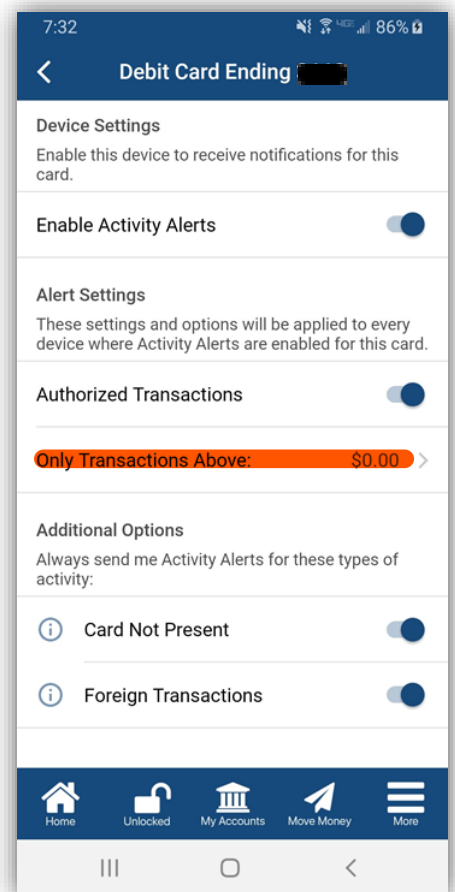 7:32 4GE 86%
Debit Card Ending
Device Settings
Enable this device to receive notifications for this
card.
Enable Activity Alerts
Alert Settings
These settings and options will be applied to every
device where Activity Alerts are enabled for this card.
Authorized Transactions
Only Transactions Above: $0.00
Additional Options
Always send me Activity Alerts for these types of
activity:
Card Not Present
Foreign Transactions
Home Unlocked My Accounts Move Money More